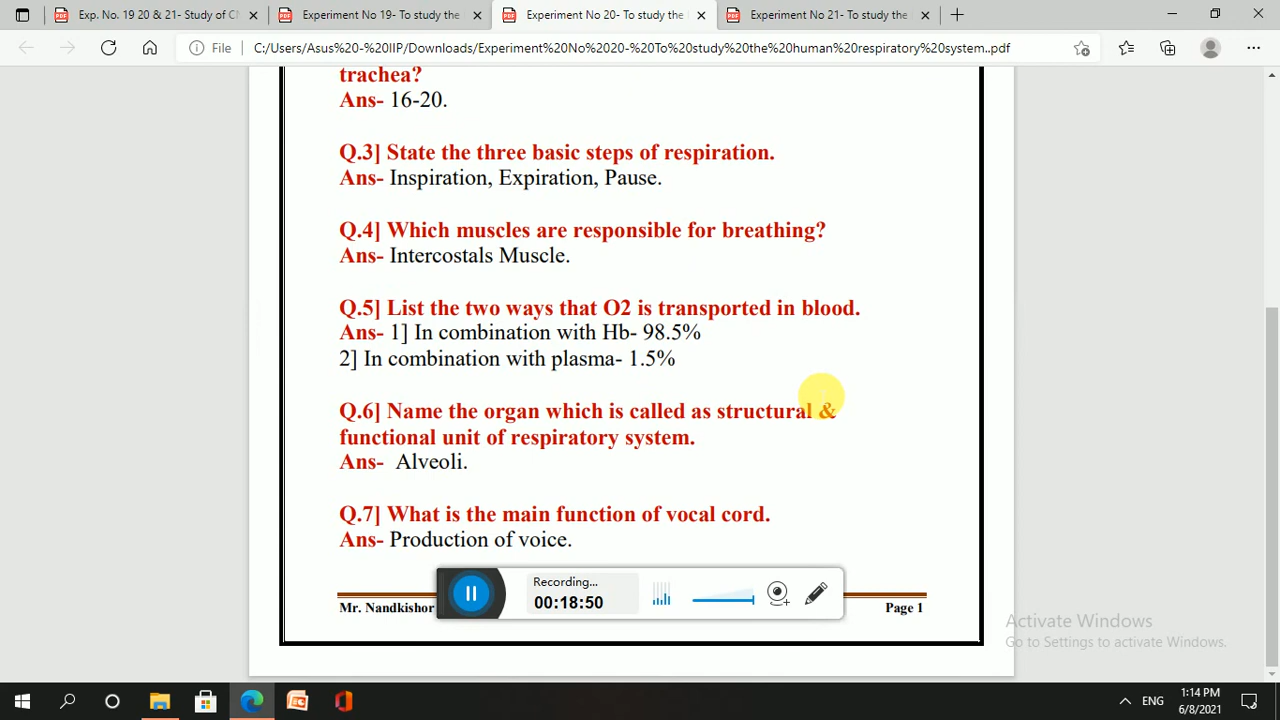 Exp. No. 19 20 & 21- Study of Cl
Experiment No 19- To study the
Experiment No 20- To study the
Experiment No 21- To study the
File
C:/Users/Asus%20-%20IIP/Downloads/Experiment%20No%2020-%20To%20study%20the%20human%20respiratory%20system..pdf
trachea?
Ans- 16-20.
Q.3] State the three basic steps of respiration.
Ans- Inspiration, Expiration, Pause.
Q.4] Which muscles are responsible for breathing?
Ans- Intercostals Muscle.
Q.5] List the two ways that O2 is transported in blood.
Ans- 1] In combination with Hb- 98.5%
2] In combination with plasma- 1.5%
Q.6] Name the organ which is called as structural &
functional unit of respiratory system.
Ans- Alveoli.
Q.7] What is the main function of vocal cord.
Ans- Production of voice.
Recording...
00:18:50
Mr. Nandkishor
Page 1
Activate Windows
Go to Settings to activate Windows.
ENG
1:14 PM
6/8/2021